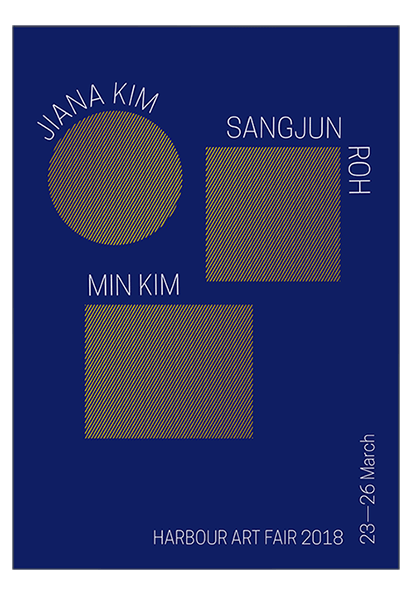 JIANA KIM
SANGJUN
ROH
MIN KIM
23—26 March
HARBOUR ART FAIR 2018